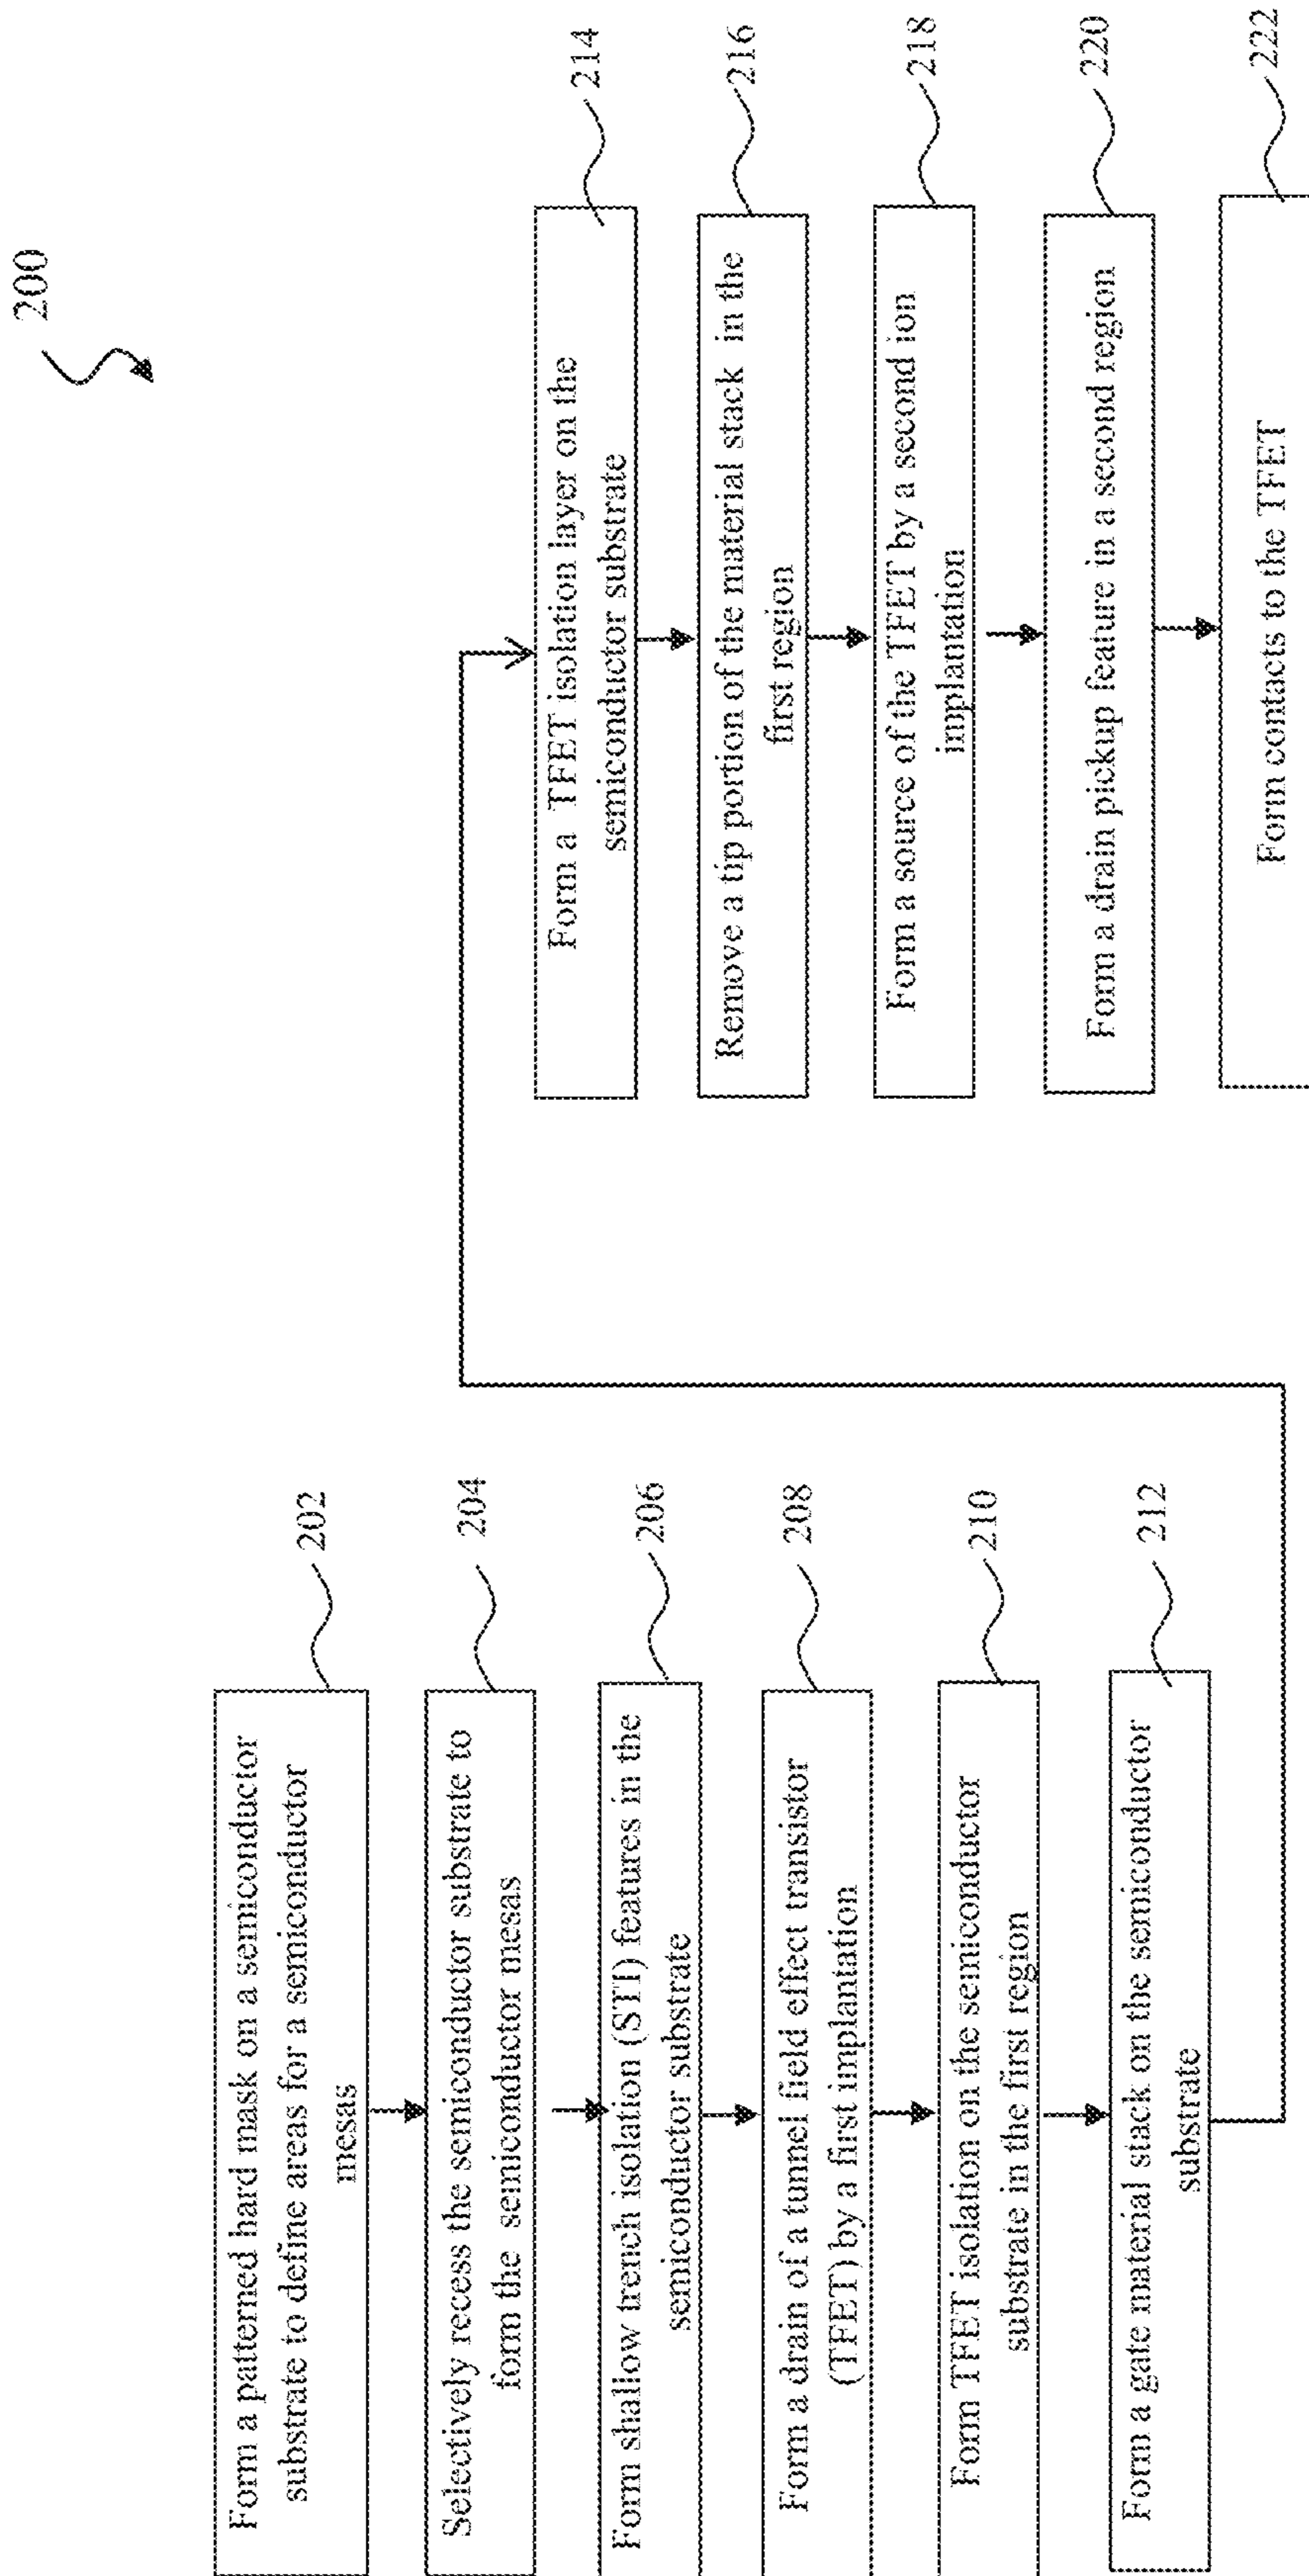 200
Form a patterned hard mask on a semiconductor
substrate to define areas for a semiconductor
mesas
202
Selectively recess the semiconductor substrate to
form the semiconductor mesas
204
Form shallow trench isolation (STI) features in the
semiconductor substrate
206
Form a drain of a tunnel field effect transistor
(TFET) by a first implantation
208
Form TFET isolation on the semiconductor
substrate in the first region
210
Form a gate material stack on the semiconductor
substrate
212
Form a TFET isolation layer on the
semiconductor substrate
214
Remove a tip portion of the material stack in the
first region
216
Form a source of the TFET by a second ion
implantation
218
Form a drain pickup feature in a second region
220
Form contacts to the TFET
222